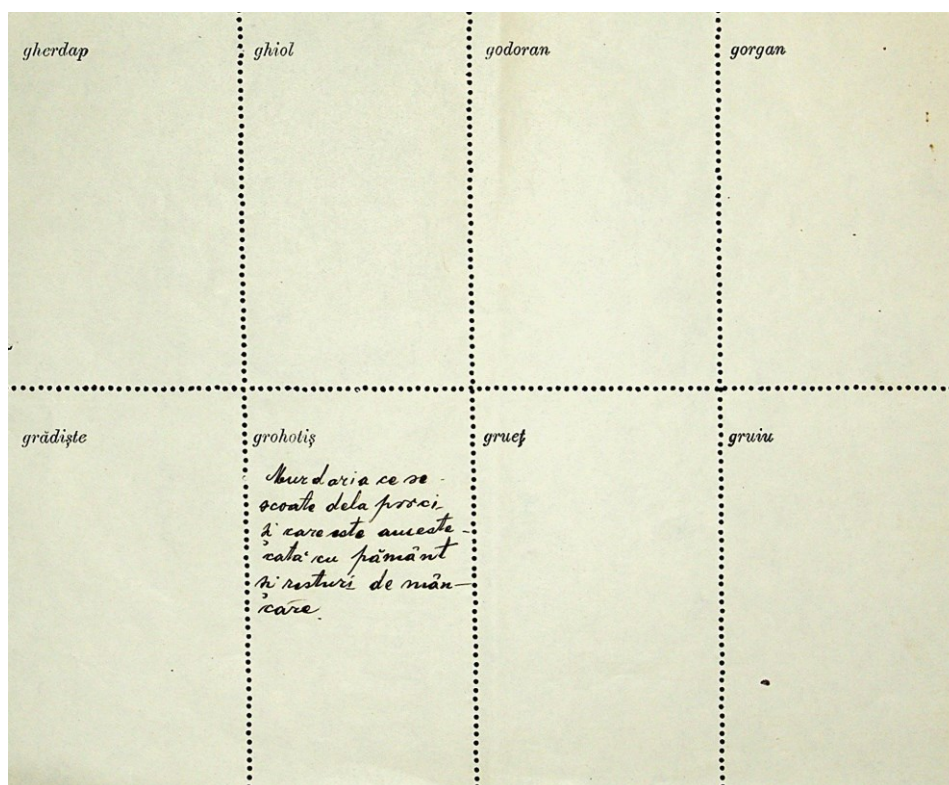 gherdap
ghiol
godoran
gorgan
grădiște
grohotiș
Murdaria ce se
scoate dela porci
și care este ameste-
cată cu pământ
și resturi de mân-
care.
grueț
gruiu